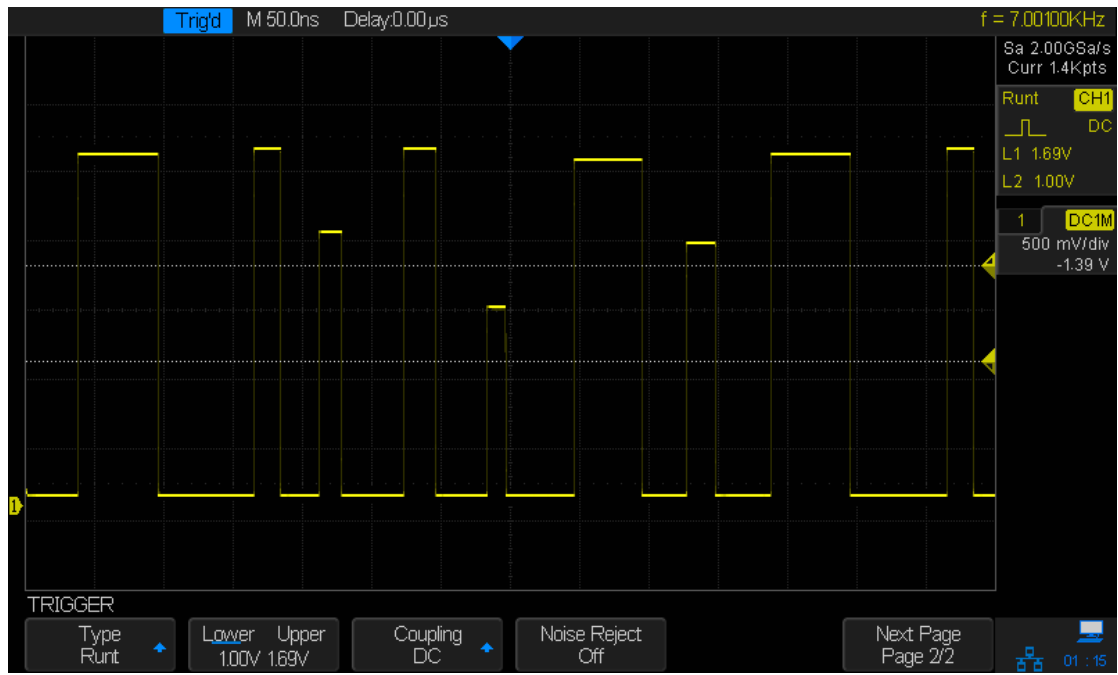 Trig'd M 50.0ns Delay:0.00µs f = 7.00100KHz
Sa 2.00GSa/s
Curr 1.4Kpts
Runt CH1
DC
L1 1.69V
L2 1.00V
1 DC1M
500 mV/div
-1.39 V
1
TRIGGER
Type
Runt
Lower Upper
1.00V 1.69V
Coupling
DC
Noise Reject
Off
Next Page
Page 2/2
01 : 15